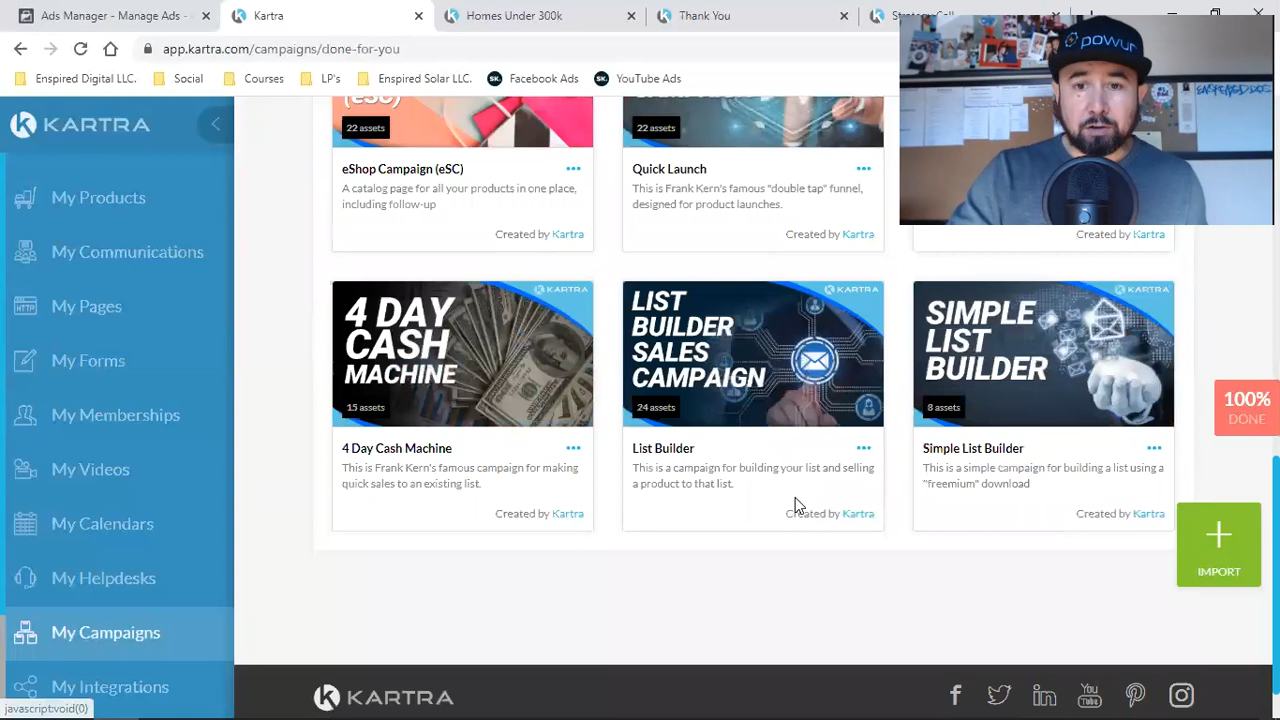 Ads Manager - Manage Ads -
Kartra
Homes Under 300k
Thank You
app.kartra.com/campaigns/done-for-you
Enspired Digital LLC.
Social
Courses
LP's
Enspired Solar LLC.
Facebook Ads
YouTube Ads
powur
KARTRA
My Products
My Communications
My Pages
My Forms
My Memberships
My Videos
My Calendars
My Helpdesks
My Campaigns
My Integrations
javascript:void(0)
(eSC)
22 assets
eShop Campaign (eSC)
A catalog page for all your products in one place,
including follow-up
Created by Kartra
22 assets
Quick Launch
This is Frank Kern's famous "double tap" funnel,
designed for product launches.
Created by Kartra
Created by Kartra
KARTRA
4 DAY
CASH
MACHINE
15 assets
4 Day Cash Machine
This is Frank Kern's famous campaign for making
quick sales to an existing list.
Created by Kartra
KARTRA
LIST
BUILDER
SALES
CAMPAIGN
24 assets
List Builder
This is a campaign for building your list and selling
a product to that list.
Created by Kartra
KARTRA
SIMPLE
LIST
BUILDER
8 assets
Simple List Builder
This is a simple campaign for building a list using a
"freemium" download
Created by Kartra
100%
DONE
IMPORT
KARTRA
You
Tube